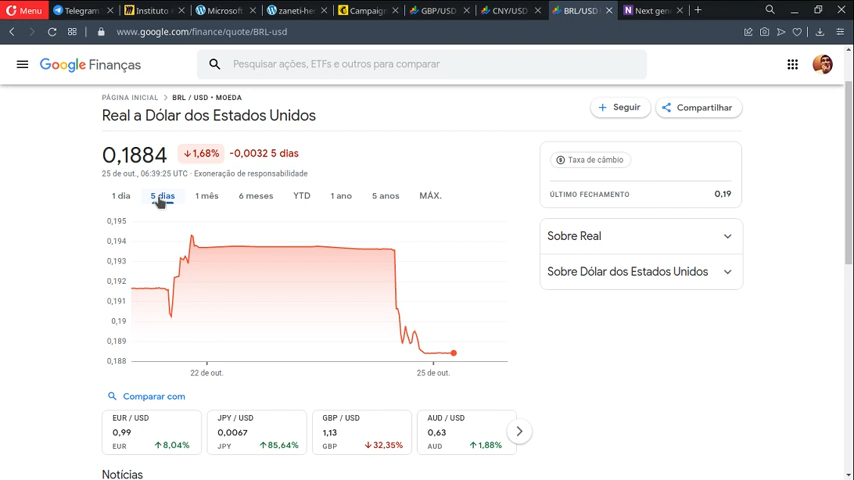 Menu
Telegram
Instituto
Microsof
zaneti-he
Campaig
GBP/USD
CNY/USD
BRL/USD
Next gen
www.google.com/finance/quote/BRL-usd
Google Finanças
Pesquisar ações, ETFs e outros para comparar
PÁGINA INICIAL > BRL / USD • MOEDA
Real a Dólar dos Estados Unidos
+ Seguir
Compartilhar
0,1884 ↓1,68% -0,0032 5 dias
25 de out., 06:39:25 UTC · Exoneração de responsabilidade
1 dia 5 dias 1 mês 6 meses YTD 1 ano 5 anos MÁX.
0,195
0,194
0,193
0,192
0,191
0,19
0,189
0,188
22 de out. 25 de out.
Taxa de câmbio
ÚLTIMO FECHAMENTO 0,19
Sobre Real
Sobre Dólar dos Estados Unidos
Comparar com
EUR / USD
0,99
EUR ↑8,04%
JPY / USD
0,0067
JPY ↑85,64%
GBP / USD
1,13
GBP ↓32,35%
AUD / USD
0,63
AUD ↑1,88%
Notícias